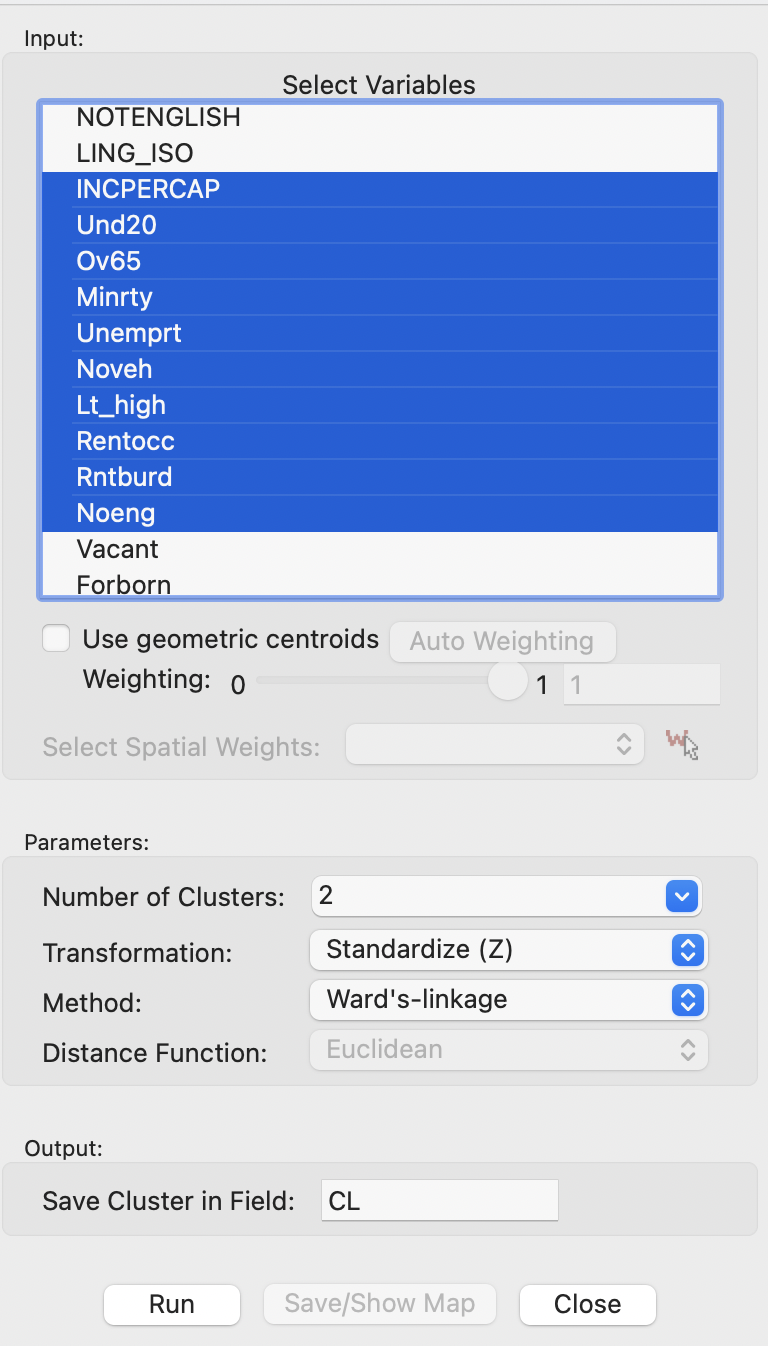 Input:
Select Variables
NOTENGLISH
LING_ISO
INCPERCAP
Und20
Ov65
Minrty
Unemprt
Noveh
Lt_high
Rentocc
Rntburd
Noeng
Vacant
Forborn
Use geometric centroids Auto Weighting
Weighting: 0 1 1
Select Spatial Weights: W
Parameters:
Number of Clusters: 2
Transformation: Standardize (Z)
Method: Ward's-linkage
Distance Function: Euclidean
Output:
Save Cluster in Field: CL
Run Save/Show Map Close